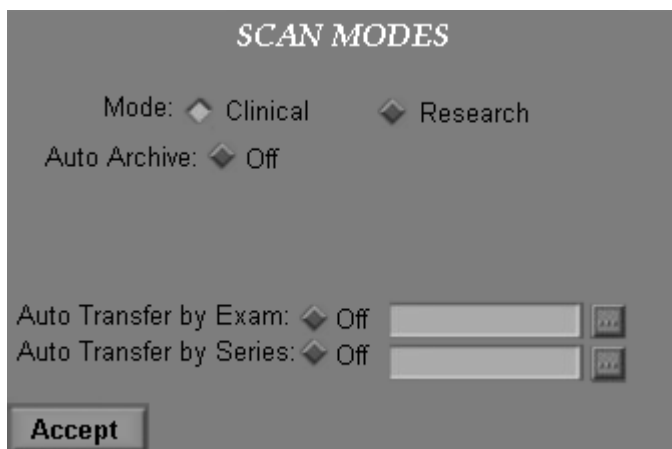 SCAN MODES
Mode: Clinical Research
Auto Archive: Off
Auto Transfer by Exam: Off ...
Auto Transfer by Series: Off ...
Accept